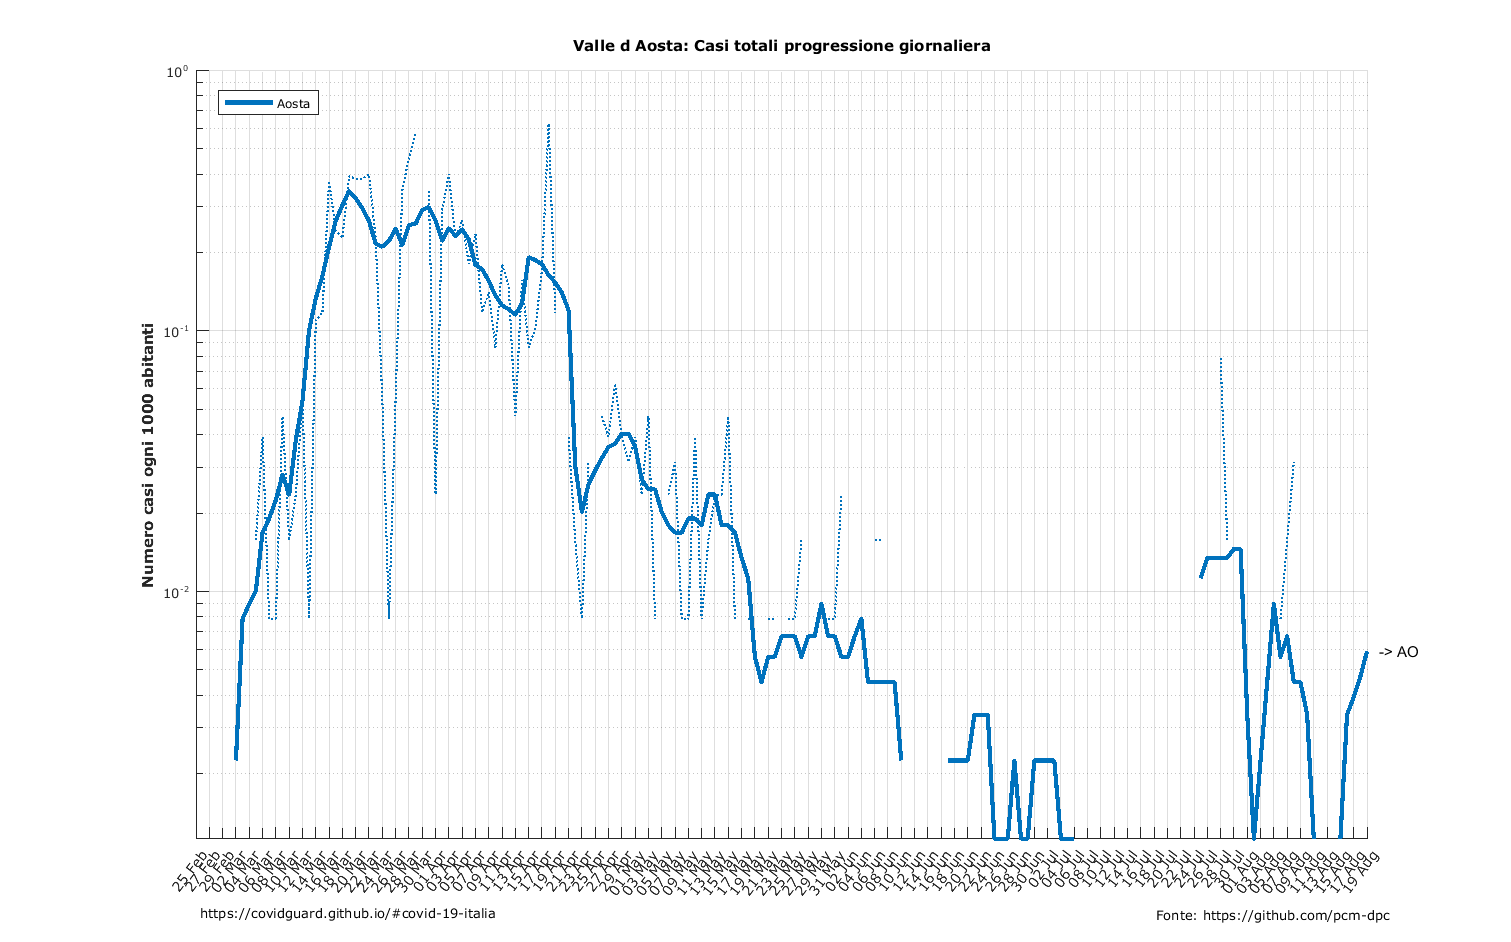 Valle d Aosta: Casi totali progressione giornaliera
10⁰
Aosta
10⁻¹
10⁻²
Numero casi ogni 1000 abitanti
-> AO
25 Feb
27 Feb
29 Feb
02 Mar
04 Mar
06 Mar
08 Mar
10 Mar
12 Mar
14 Mar
16 Mar
18 Mar
20 Mar
22 Mar
24 Mar
26 Mar
28 Mar
30 Mar
01 Apr
03 Apr
05 Apr
07 Apr
09 Apr
11 Apr
13 Apr
15 Apr
17 Apr
19 Apr
21 Apr
23 Apr
25 Apr
27 Apr
29 Apr
01 May
03 May
05 May
07 May
09 May
11 May
13 May
15 May
17 May
19 May
21 May
23 May
25 May
27 May
29 May
31 May
02 Jun
04 Jun
06 Jun
08 Jun
10 Jun
12 Jun
14 Jun
16 Jun
18 Jun
20 Jun
22 Jun
24 Jun
26 Jun
28 Jun
30 Jun
02 Jul
04 Jul
06 Jul
08 Jul
10 Jul
12 Jul
14 Jul
16 Jul
18 Jul
20 Jul
22 Jul
24 Jul
26 Jul
28 Jul
30 Jul
01 Aug
03 Aug
05 Aug
07 Aug
09 Aug
11 Aug
13 Aug
15 Aug
17 Aug
19 Aug
https://covidguard.github.io/#covid-19-italia
Fonte: https://github.com/pcm-dpc